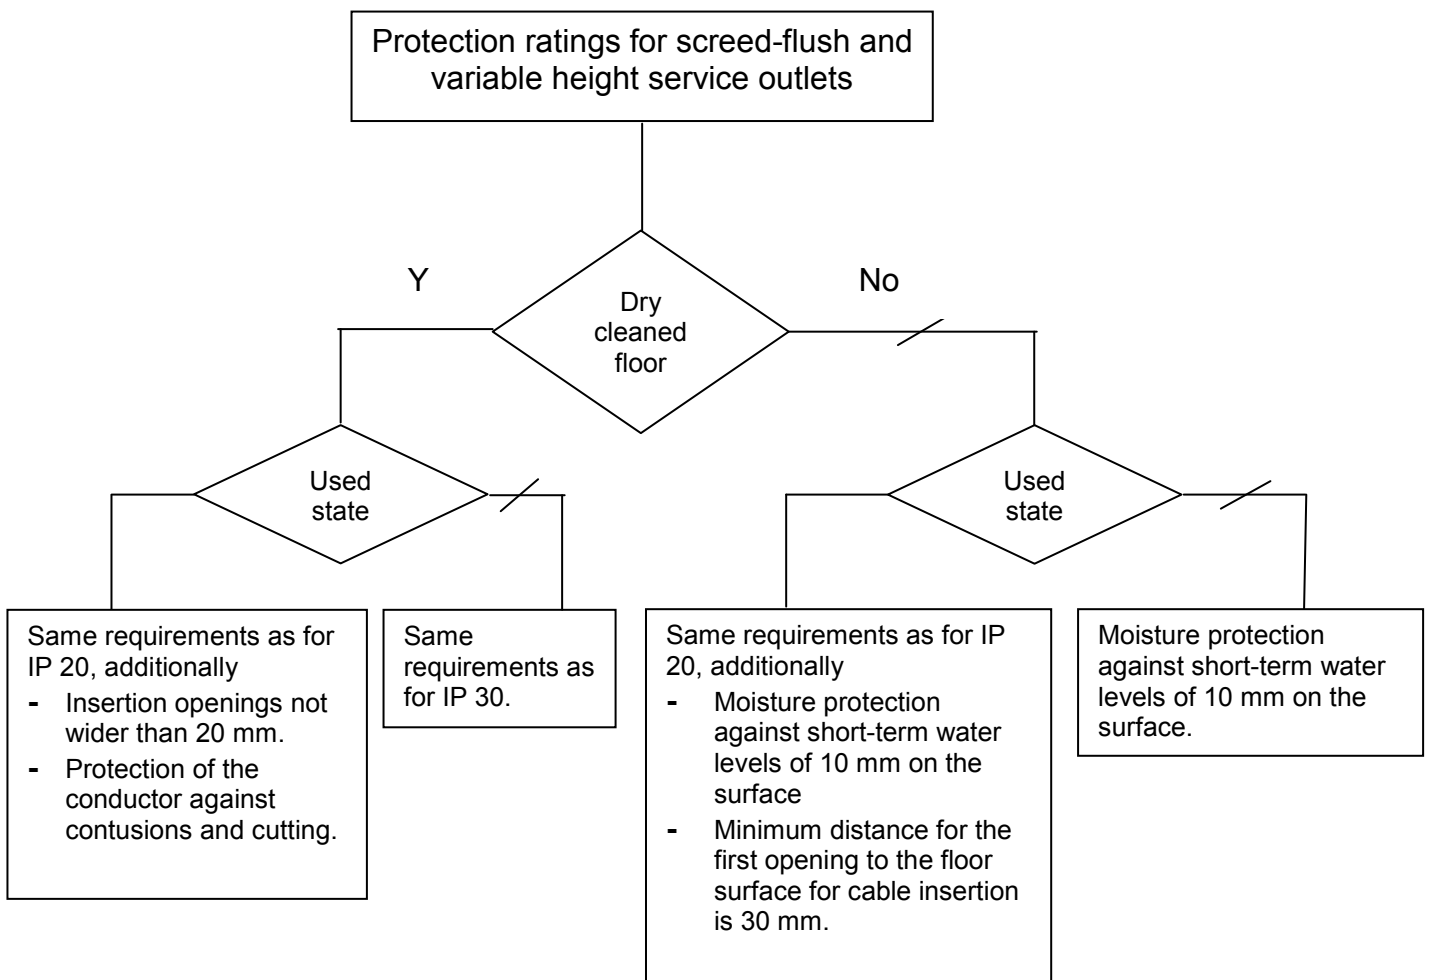 Protection ratings for screed-flush and
variable height service outlets
Y
No
Dry
cleaned
floor
Used
state
Used
state
Same requirements as for
IP 20, additionally
- Insertion openings not
wider than 20 mm.
- Protection of the
conductor against
contusions and cutting.
Same
requirements as
for IP 30.
Same requirements as for IP
20, additionally
- Moisture protection
against short-term water
levels of 10 mm on the
surface
- Minimum distance for the
first opening to the floor
surface for cable insertion
is 30 mm.
Moisture protection
against short-term water
levels of 10 mm on the
surface.